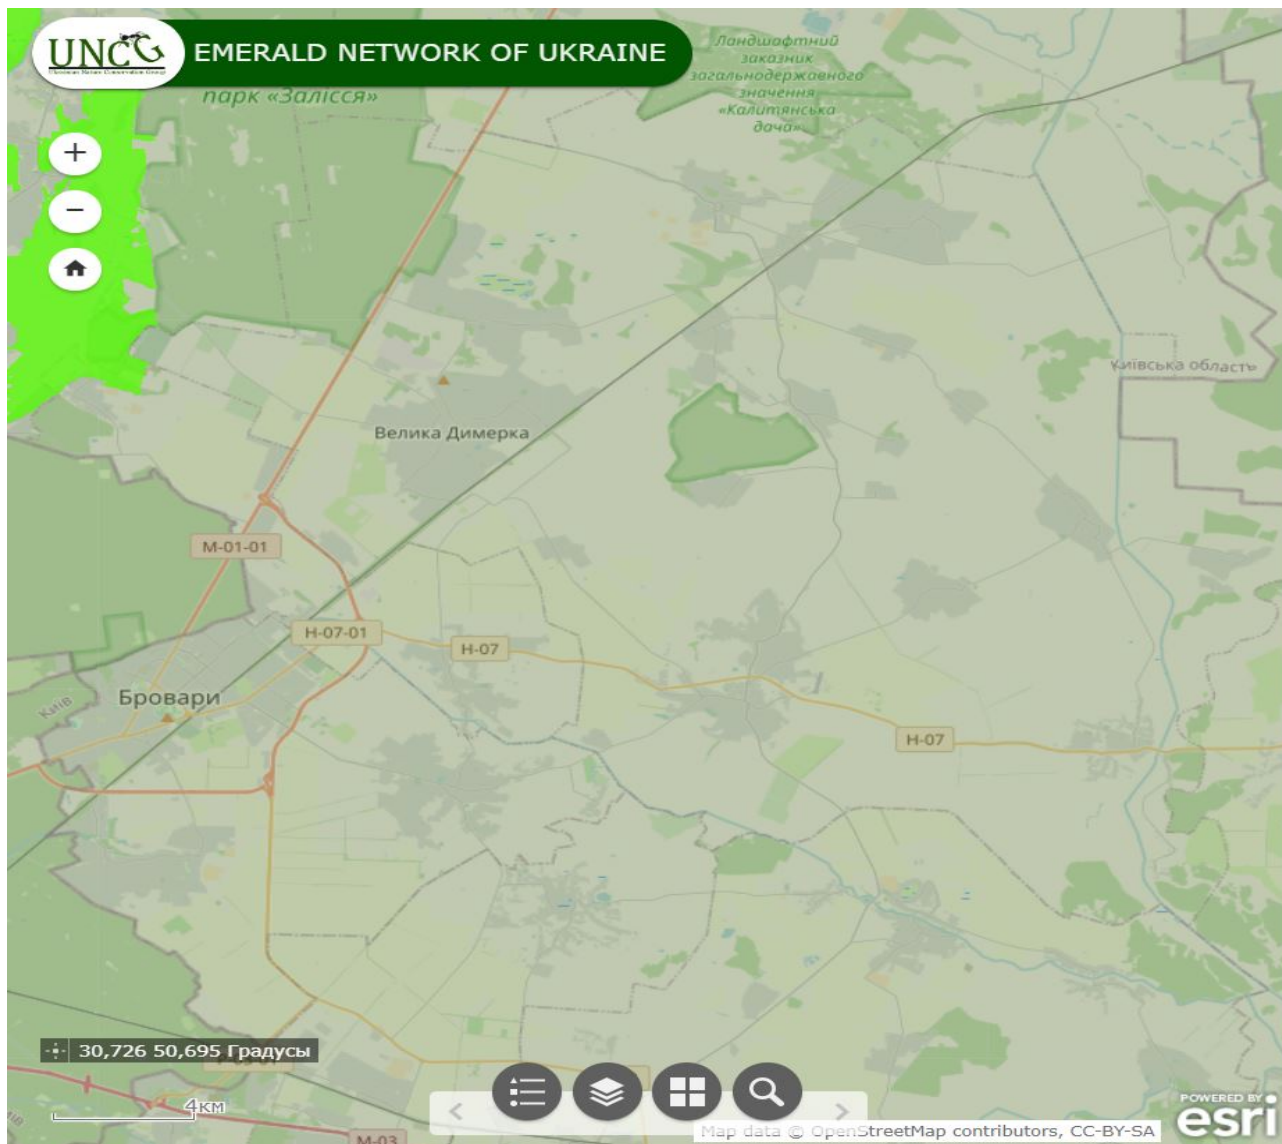 UNCG
Ukrainian Nature Conservation Group
EMERALD NETWORK OF UKRAINE
Ландшафтний
заказник
загальнодержавного
значення
«Калитянська
дача»
парк «Залісся»
+
−
Київська область
Велика Димерка
М-01-01
Н-07-01
Н-07
Бровари
Київ
Н-07
30,726 50,695 Градусы
4км
М-03
POWERED BY
esri
Map data © OpenStreetMap contributors, CC-BY-SA